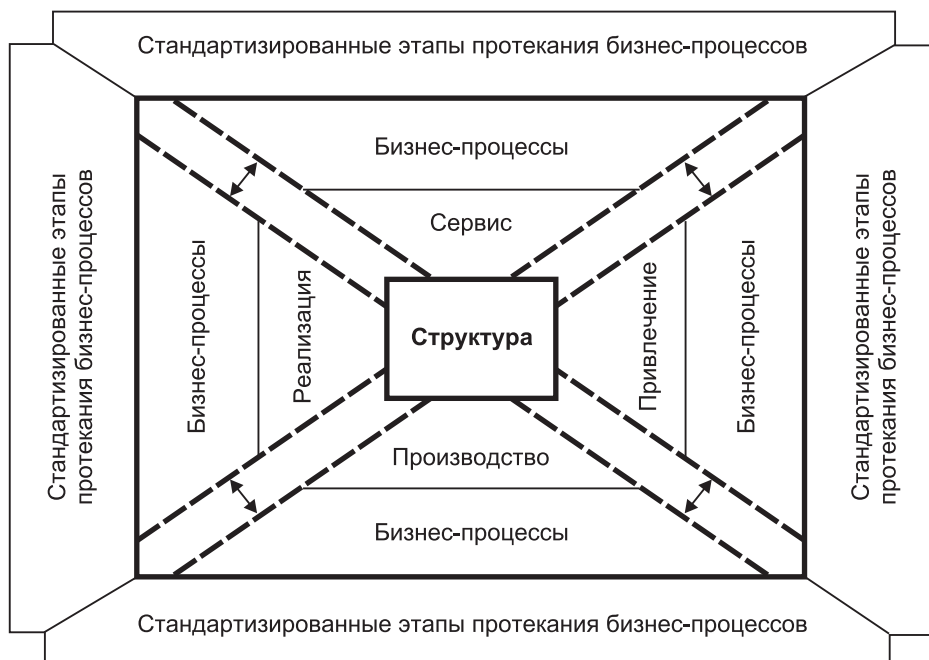 Стандартизированные этапы протекания бизнес-процессов
Бизнес-процессы
Сервис
Стандартизированные этапы
протекания бизнес-процессов
Бизнес-процессы
Реализация
Структура
Привлечение
Бизнес-процессы
Стандартизированные этапы
протекания бизнес-процессов
Производство
Бизнес-процессы
Стандартизированные этапы протекания бизнес-процессов